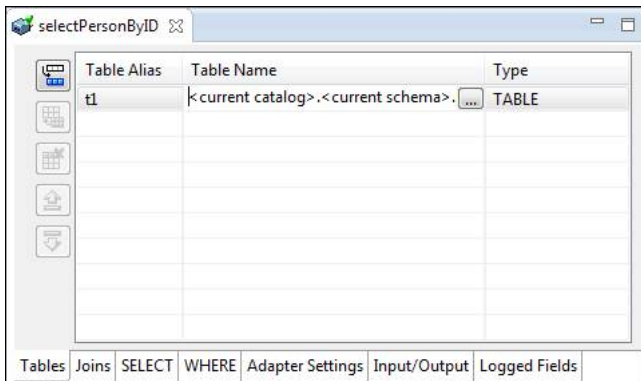 selectPersonByID
Table Alias Table Name Type
t1 <current catalog>.<current schema>. ... TABLE
Tables Joins SELECT WHERE Adapter Settings Input/Output Logged Fields